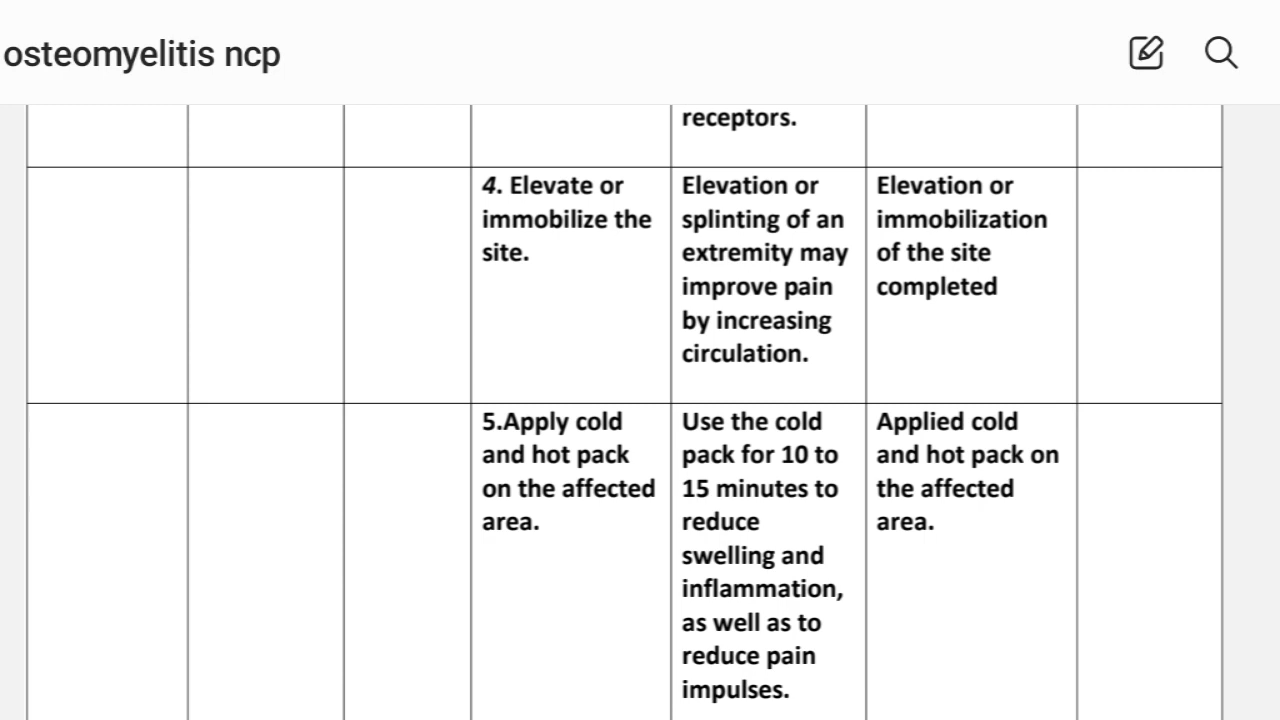 osteomyelitis ncp
receptors.
4. Elevate or
immobilize the
site.
Elevation or
splinting of an
extremity may
improve pain
by increasing
circulation.
Elevation or
immobilization
of the site
completed
5.Apply cold
and hot pack
on the affected
area.
Use the cold
pack for 10 to
15 minutes to
reduce
swelling and
inflammation,
as well as to
reduce pain
impulses.
Applied cold
and hot pack on
the affected
area.